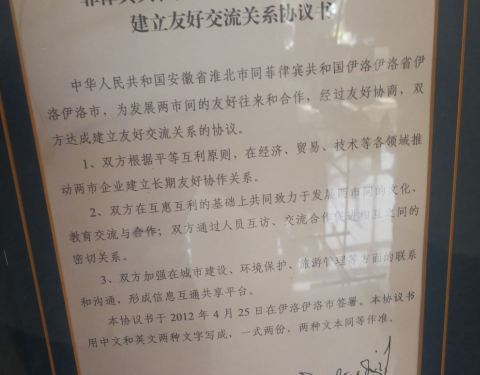 建立友好交流关系协议书
中华人民共和国安徽省淮北市同菲律宾共和国伊洛伊洛省伊
洛伊洛市，为发展两市间的友好往来和合作，经过友好协商，双
方达成建立友好交流关系的协议。
1、双方根据平等互利原则，在经济、贸易、技术等各领域推
动两市企业建立长期友好协作关系。
2、双方在互惠互利的基础上共同致力于发展两市间的文化、
教育交流与合作；双方通过人员互访、交流合作促进相互之间的
密切关系。
3、双方加强在城市建设、环境保护、旅游管理等方面的联系
和沟通，形成信息互通共享平台。
本协议书于 2012 年 4 月 25 日在伊洛伊洛市签署。本协议书
用中文和英文两种文字写成，一式两份，两种文本同等作准。